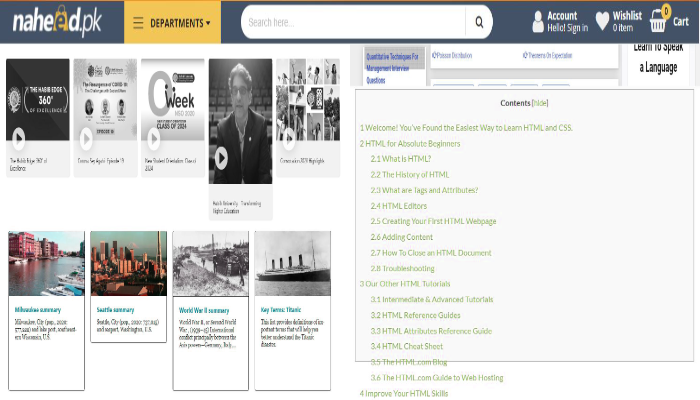 naheed.pk
DEPARTMENTS
Search here...
Account
Hello! Sign in
Wishlist
0 item
0
Cart
Quantitative Techniques For
Management Interview
Questions
Poisson Distribution
Theorems On Expectation
Learn To Speak
a Language
THE HABIB EDGE
360°
OF EXCELLENCE
The Habib Edge 360° of
Excellence
The Resurgence of COVID-19
EPISODE 19
Week
HSO 2020
CLASS OF 2024
New Student Orientation Class of
2024
Habib University - Transforming
Higher Education
Convocation 2020 Highlights
Contents [hide]
1 Welcome! You've Found the Easiest Way to Learn HTML and CSS.
2 HTML for Absolute Beginners
2.1 What is HTML?
2.2 The History of HTML
2.3 What are Tags and Attributes?
2.4 HTML Editors
2.5 Creating Your First HTML Webpage
2.6 Adding Content
2.7 How To Close an HTML Document
2.8 Troubleshooting
3 Our Other HTML Tutorials
3.1 Intermediate & Advanced Tutorials
3.2 HTML Reference Guides
3.3 HTML Attributes Reference Guide
3.4 HTML Cheat Sheet
3.5 The HTML.com Blog
3.6 The HTML.com Guide to Web Hosting
4 Improve Your HTML Skills
Milwaukee summary
Milwaukee, City (pop., 2020:
577,222) and lake port, southeast-
ern Wisconsin, U.S.
Seattle summary
Seattle, City (pop., 2020: 737,015)
and seaport, Washington, U.S.
World War II summary
World War II, or Second World
War, (1939–45) International
conflict principally between the
Axis powers—Germany, Italy,...
Key Terms: Titanic
This list provides definitions of im-
portant terms that will help you
better understand the Titanic
disaster.